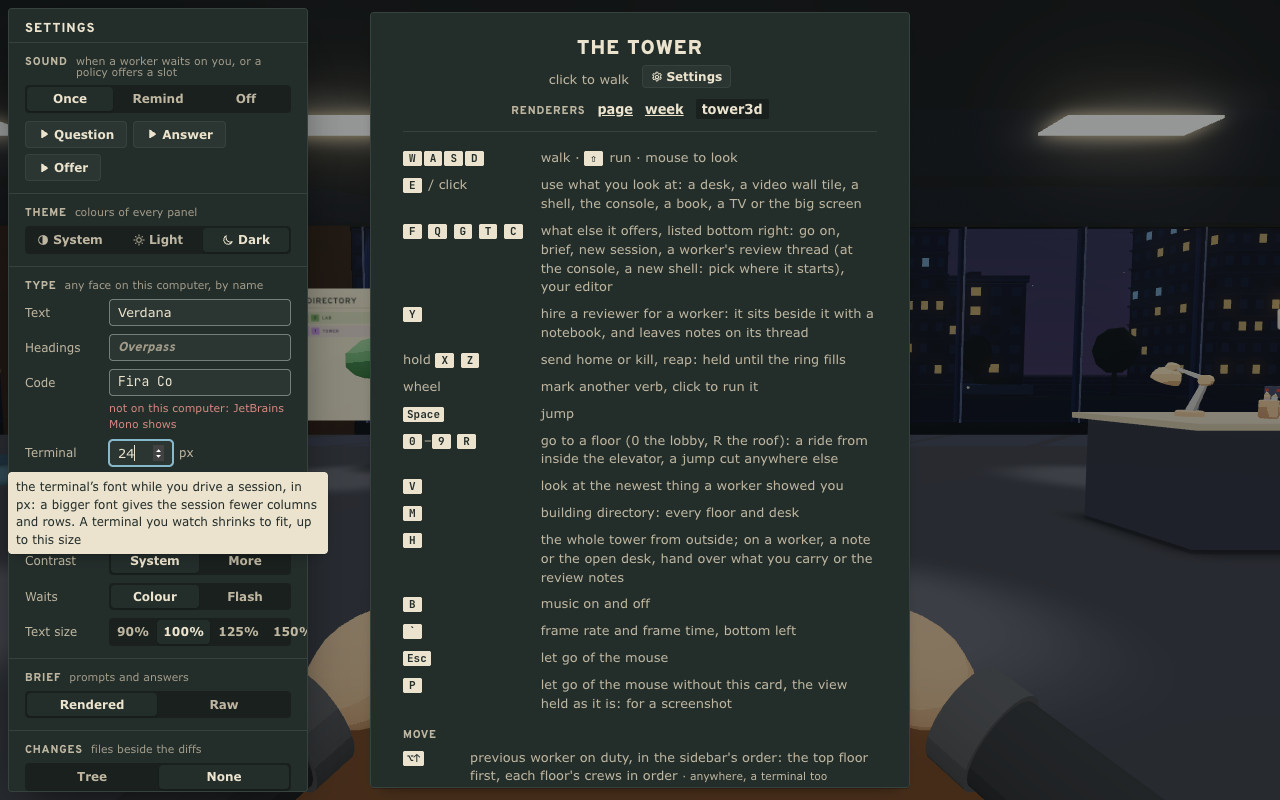 SETTINGS
SOUND when a worker waits on you, or a
policy offers a slot
Once Remind Off
Question Answer
Offer
THEME colours of every panel
System Light Dark
TYPE any face on this computer, by name
Text Verdana
Headings Overpass
Code Fira Co
not on this computer: JetBrains
Mono shows
Terminal 24 px
the terminal's font while you drive a session, in
px: a bigger font gives the session fewer columns
and rows. A terminal you watch shrinks to fit, up
to this size
Contrast System More
Waits Colour Flash
Text size 90% 100% 125% 150%
BRIEF prompts and answers
Rendered Raw
CHANGES files beside the diffs
Tree None
DIRECTORY
LAB
TOWER
THE TOWER
click to walk Settings
RENDERERS page week tower3d
W A S D walk · ⇧ run · mouse to look
E / click use what you look at: a desk, a video wall tile, a
shell, the console, a book, a TV or the big screen
F Q G T C what else it offers, listed bottom right: go on,
brief, new session, a worker's review thread (at
the console, a new shell: pick where it starts),
your editor
Y hire a reviewer for a worker: it sits beside it with a
notebook, and leaves notes on its thread
hold X Z send home or kill, reap: held until the ring fills
wheel mark another verb, click to run it
Space jump
0–9 R go to a floor (0 the lobby, R the roof): a ride from
inside the elevator, a jump cut anywhere else
V look at the newest thing a worker showed you
M building directory: every floor and desk
H the whole tower from outside; on a worker, a note
or the open desk, hand over what you carry or the
review notes
B music on and off
` frame rate and frame time, bottom left
Esc let go of the mouse
P let go of the mouse without this card, the view
held as it is: for a screenshot
MOVE
⌥↑ previous worker on duty, in the sidebar's order: the top floor
first, each floor's crews in order · anywhere, a terminal too